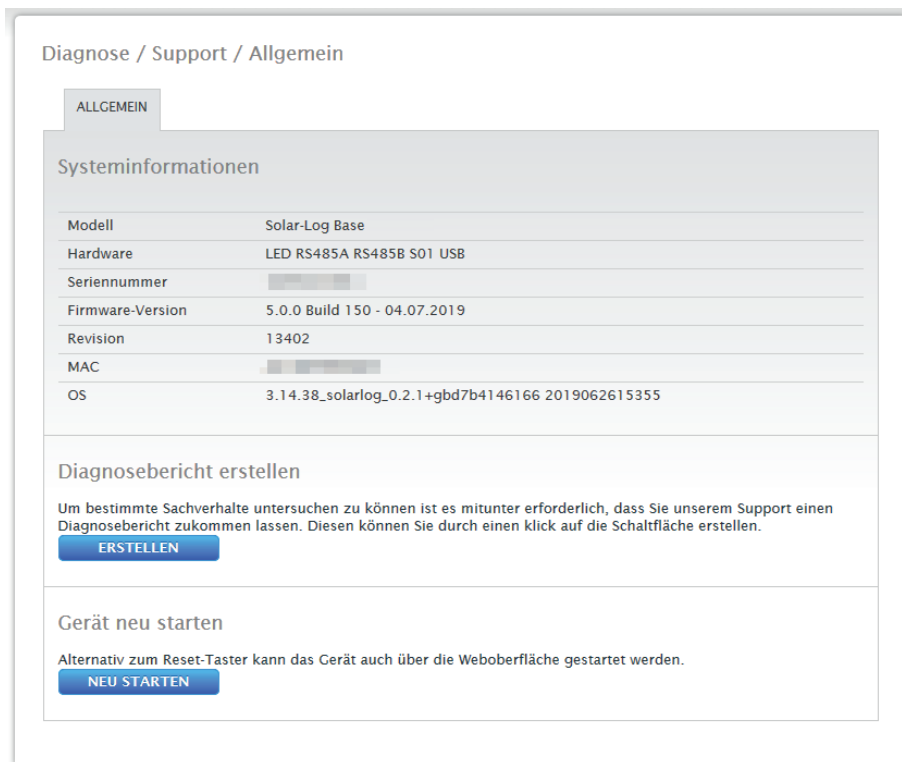 Diagnose / Support / Allgemein
ALLGEMEIN
Systeminformationen
Modell Solar-Log Base
Hardware LED RS485A RS485B S01 USB
Seriennummer
Firmware-Version 5.0.0 Build 150 - 04.07.2019
Revision 13402
MAC
OS 3.14.38_solarlog_0.2.1+gbd7b4146166 2019062615355
Diagnosebericht erstellen
Um bestimmte Sachverhalte untersuchen zu können ist es mitunter erforderlich, dass Sie unserem Support einen
Diagnosebericht zukommen lassen. Diesen können Sie durch einen klick auf die Schaltfläche erstellen.
ERSTELLEN
Gerät neu starten
Alternativ zum Reset-Taster kann das Gerät auch über die Weboberfläche gestartet werden.
NEU STARTEN